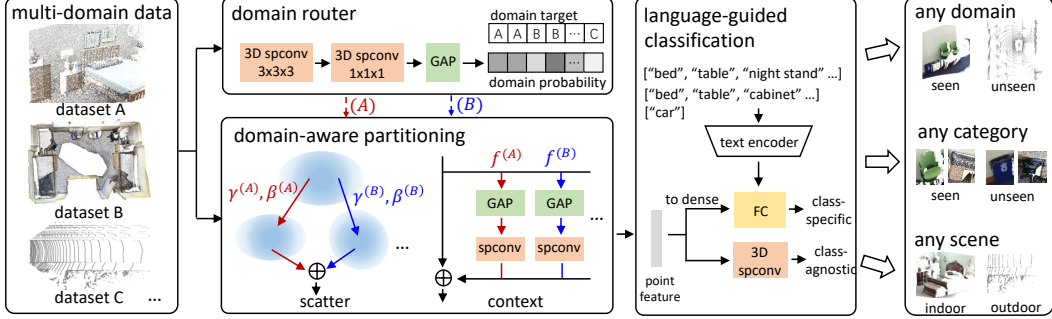 multi-domain data
dataset A
dataset B
dataset C ...
domain router
3D spconv
3x3x3
3D spconv
1x1x1
GAP
domain target
A A B B ... C
...
domain probability
(A)
(B)
domain-aware partitioning
γ^(A), β^(A)
γ^(B), β^(B)
...
scatter
f^(A)
f^(B)
GAP
GAP
...
spconv
spconv
context
language-guided
classification
["bed", "table", "night stand" ...]
["bed", "table", "cabinet" ...]
["car"]
text encoder
to dense
FC
class-
specific
3D
spconv
class-
agnostic
point
feature
any domain
seen
unseen
any category
seen
unseen
any scene
indoor
outdoor